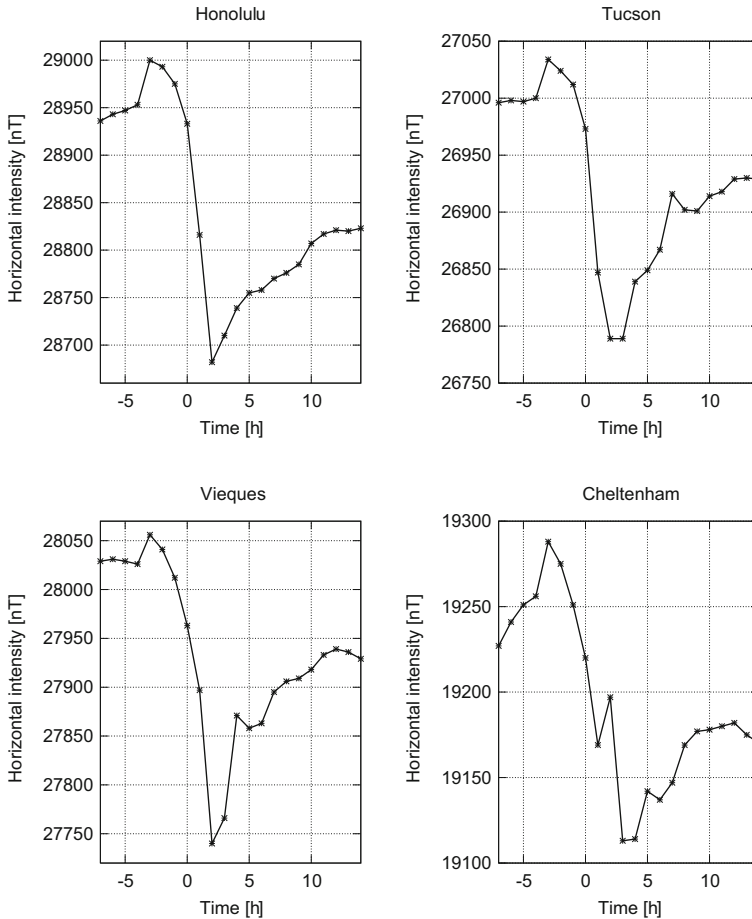 Honolulu
Horizontal intensity [nT]
29000
28950
28900
28850
28800
28750
28700
-5 0 5 10
Time [h]
Tucson
Horizontal intensity [nT]
27050
27000
26950
26900
26850
26800
26750
-5 0 5 10
Time [h]
Vieques
Horizontal intensity [nT]
28050
28000
27950
27900
27850
27800
27750
-5 0 5 10
Time [h]
Cheltenham
Horizontal intensity [nT]
19300
19250
19200
19150
19100
-5 0 5 10
Time [h]